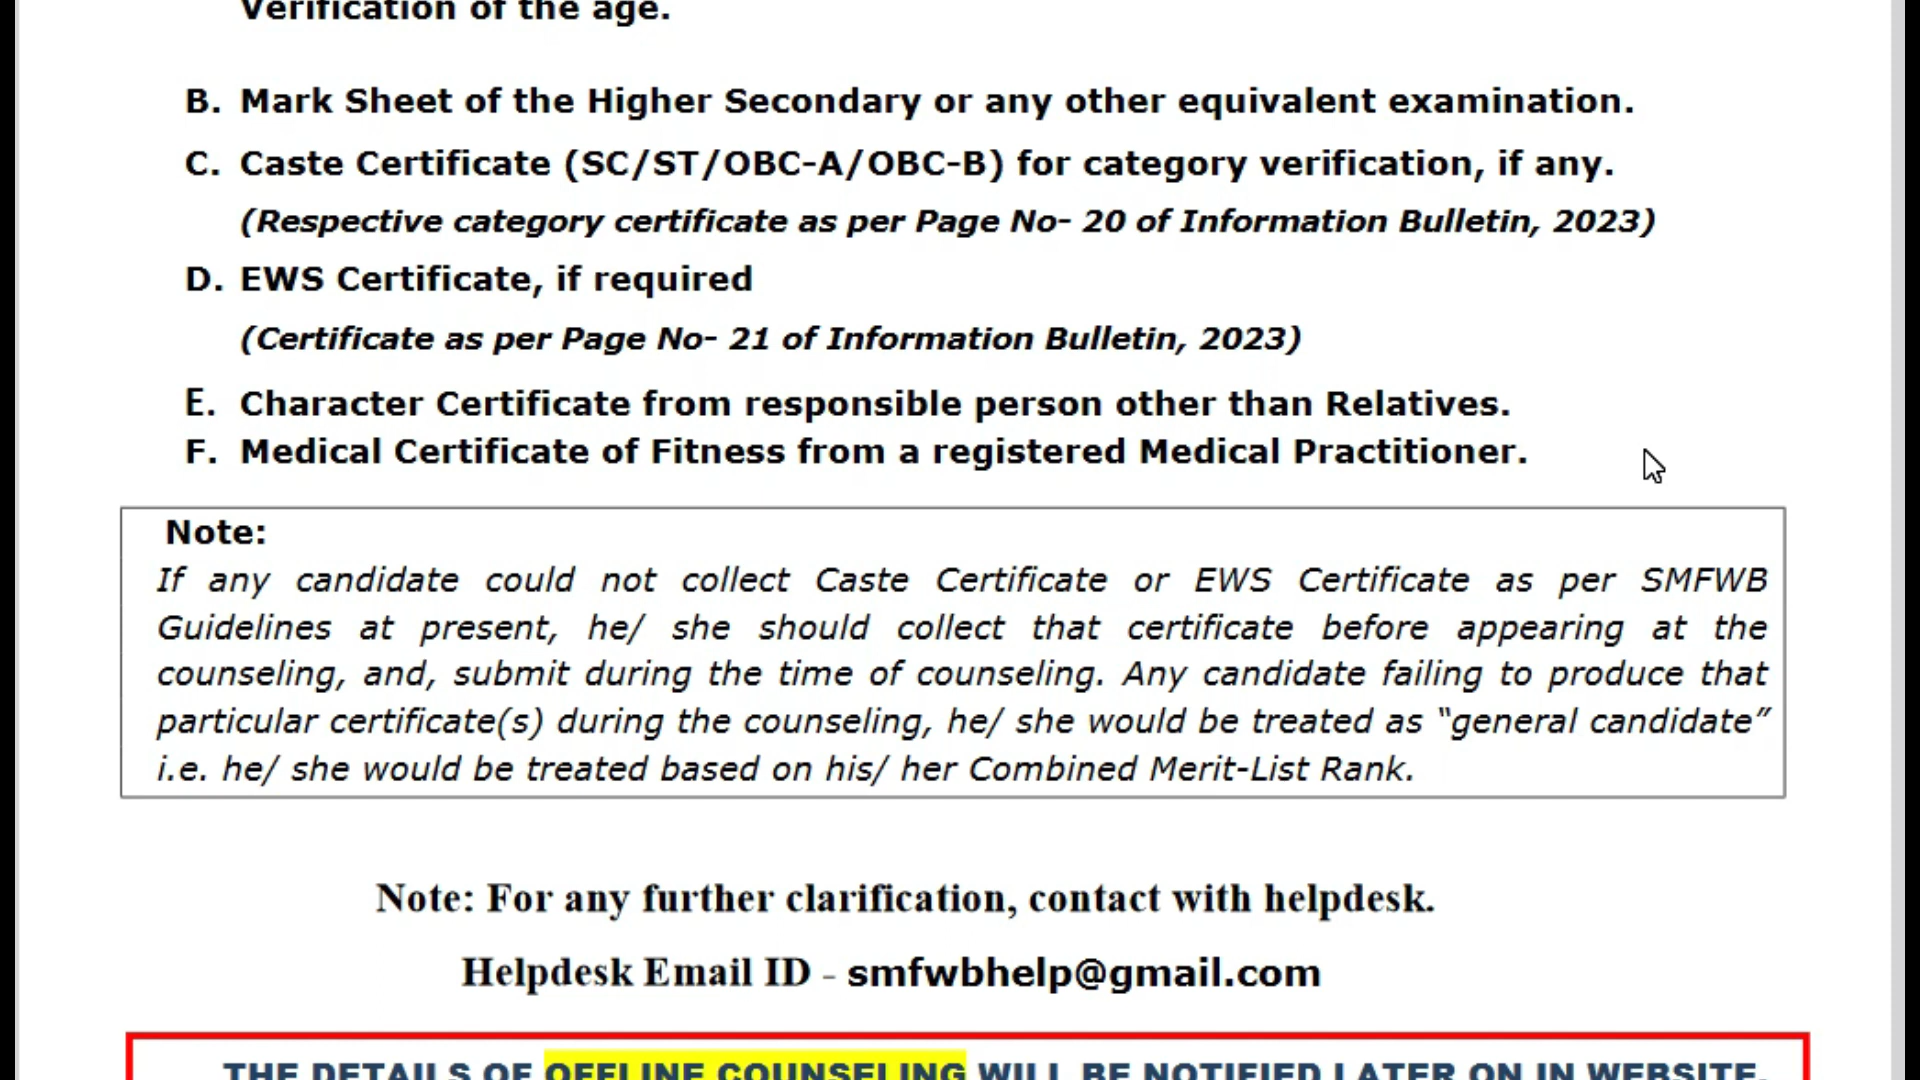 Verification of the age.
B. Mark Sheet of the Higher Secondary or any other equivalent examination.
C. Caste Certificate (SC/ST/OBC-A/OBC-B) for category verification, if any.
(Respective category certificate as per Page No- 20 of Information Bulletin, 2023)
D. EWS Certificate, if required
(Certificate as per Page No- 21 of Information Bulletin, 2023)
E. Character Certificate from responsible person other than Relatives.
F. Medical Certificate of Fitness from a registered Medical Practitioner.
Note:
If any candidate could not collect Caste Certificate or EWS Certificate as per SMFWB
Guidelines at present, he/ she should collect that certificate before appearing at the
counseling, and, submit during the time of counseling. Any candidate failing to produce that
particular certificate(s) during the counseling, he/ she would be treated as “general candidate”
i.e. he/ she would be treated based on his/ her Combined Merit-List Rank.
Note: For any further clarification, contact with helpdesk.
Helpdesk Email ID - smfwbhelp@gmail.com
THE DETAILS OF OFFLINE COUNSELING WILL BE NOTIFIED LATER ON IN WEBSITE.